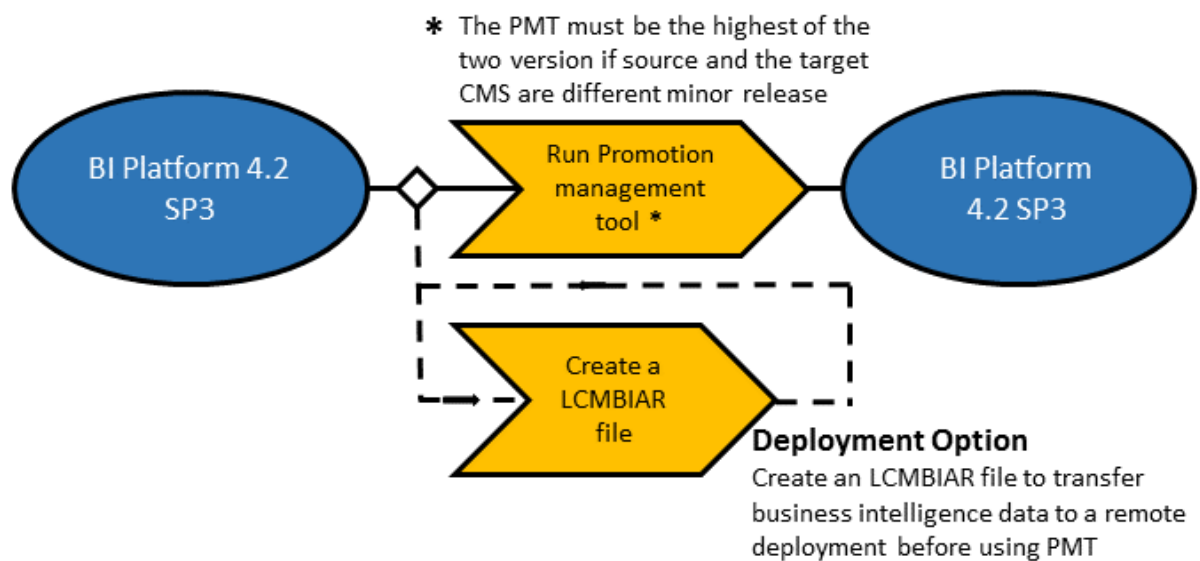 * The PMT must be the highest of the
two version if source and the target
CMS are different minor release
BI Platform 4.2
SP3
Run Promotion
management
tool *
BI Platform
4.2 SP3
Create a
LCMBIAR
file
Deployment Option
Create an LCMBIAR file to transfer
business intelligence data to a remote
deployment before using PMT